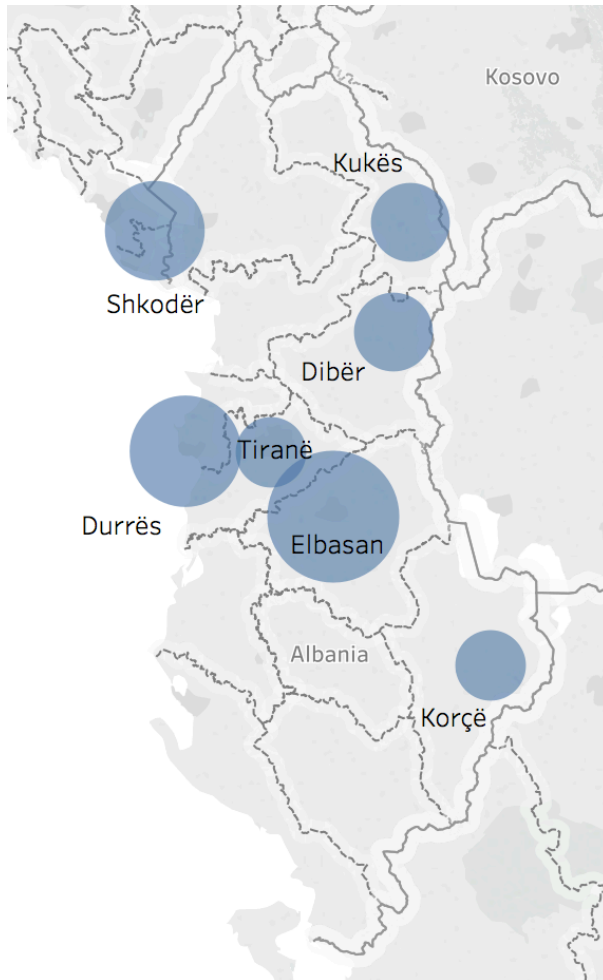 Kosovo
Kukës
Shkodër
Dibër
Tiranë
Durrës
Elbasan
Albania
Korçë